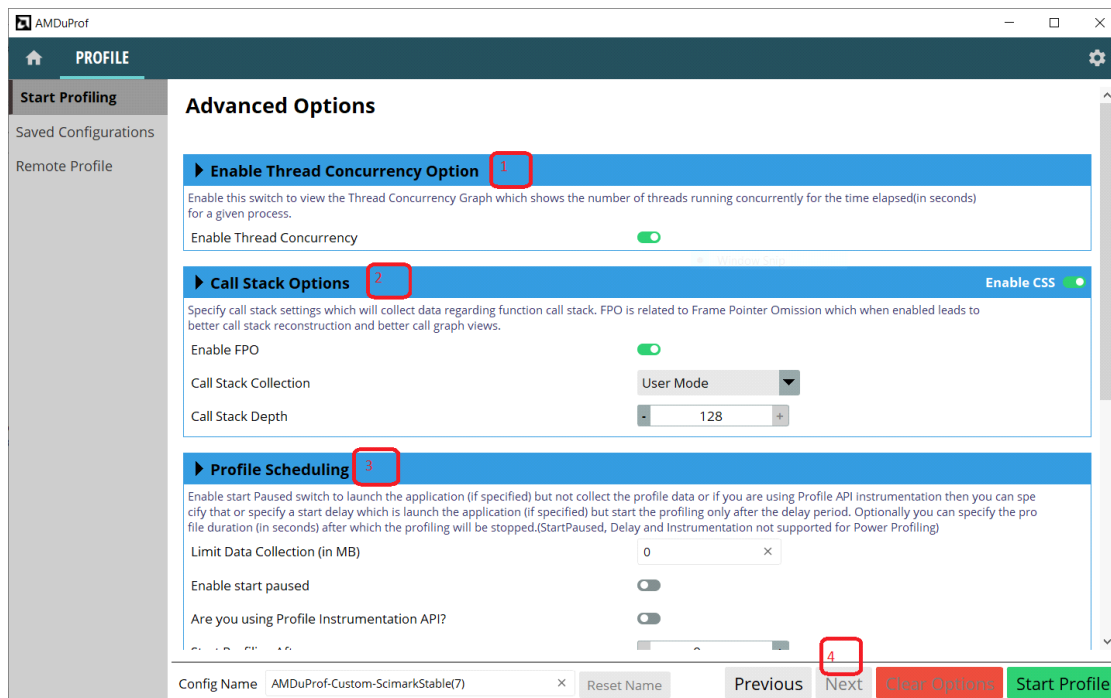 AMDuProf
PROFILE
Start Profiling
Saved Configurations
Remote Profile
Advanced Options
Enable Thread Concurrency Option 1
Enable this switch to view the Thread Concurrency Graph which shows the number of threads running concurrently for the time elapsed(in seconds)
for a given process.
Enable Thread Concurrency
Window Snip
Call Stack Options 2 Enable CSS
Specify call stack settings which will collect data regarding function call stack. FPO is related to Frame Pointer Omission which when enabled leads to
better call stack reconstruction and better call graph views.
Enable FPO
Call Stack Collection User Mode
Call Stack Depth - 128 +
Profile Scheduling 3
Enable start Paused switch to launch the application (if specified) but not collect the profile data or if you are using Profile API instrumentation then you can spe
cify that or specify a start delay which is launch the application (if specified) but start the profiling only after the delay period. Optionally you can specify the pro
file duration (in seconds) after which the profiling will be stopped.(StartPaused, Delay and Instrumentation not supported for Power Profiling)
Limit Data Collection (in MB) 0
Enable start paused
Are you using Profile Instrumentation API?
4
Config Name AMDuProf-Custom-ScimarkStable(7) Reset Name Previous Next Clear Options Start Profile